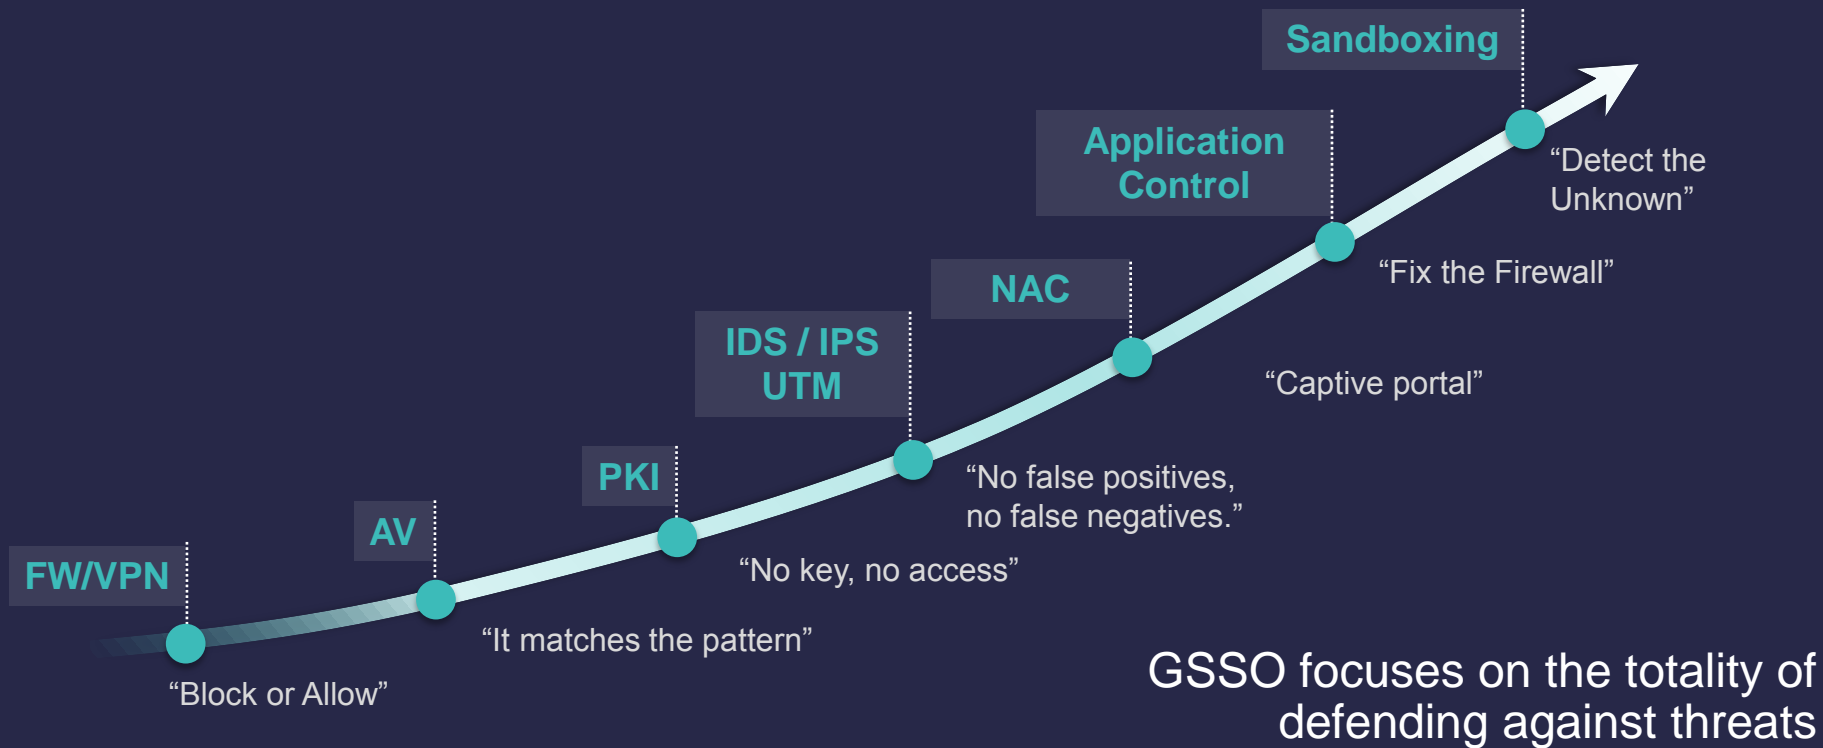 Sandboxing
“Detect the
Unknown”
Application
Control
“Fix the Firewall”
NAC
“Captive portal”
IDS / IPS
UTM
“No false positives,
no false negatives.”
PKI
“No key, no access”
AV
“It matches the pattern”
FW/VPN
“Block or Allow”
GSSO focuses on the totality of
defending against threats